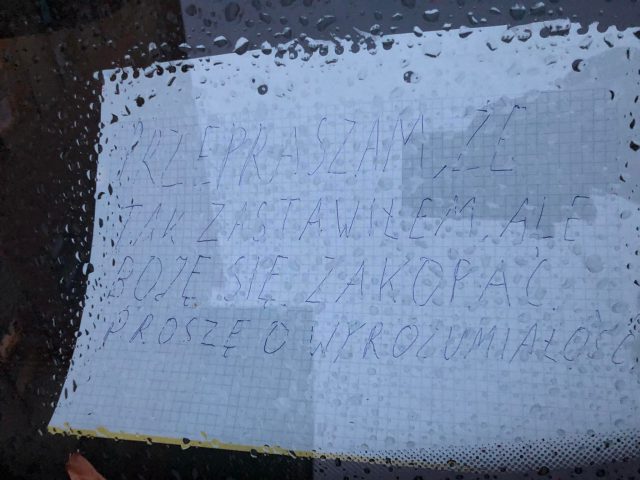 PRZEPRASZAM, ŻE
TAK ZASTAWIŁEM, ALE
BOJĘ SIĘ ZAKOPAĆ
PROSZĘ O WYROZUMIAŁOŚĆ